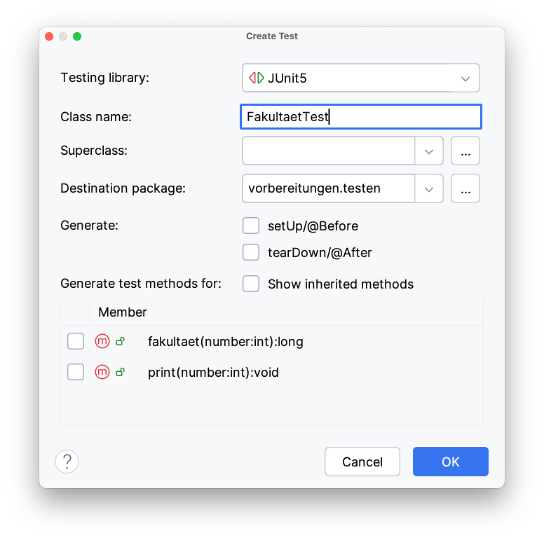 Create Test
Testing library: JUnit5
Class name: FakultaetTest
Superclass: ...
Destination package: vorbereitungen.testen ...
Generate: setUp/@Before
tearDown/@After
Generate test methods for: Show inherited methods
Member
m fakultaet(number:int):long
m print(number:int):void
? Cancel OK